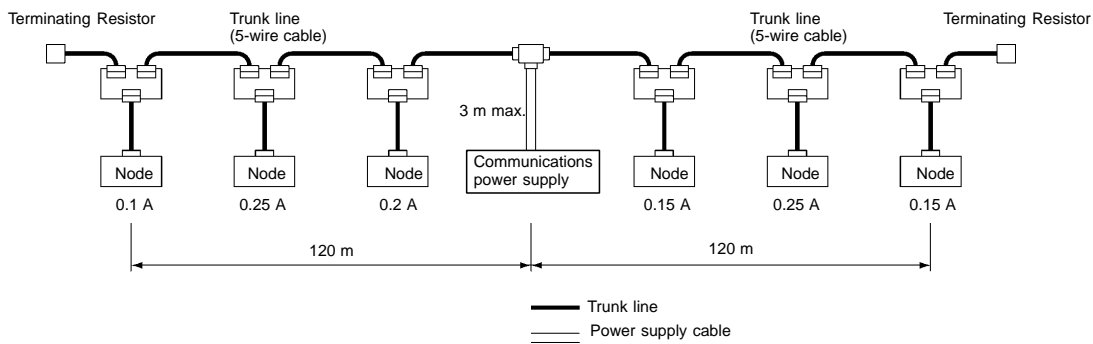 Terminating Resistor
Trunk line
(5-wire cable)
Trunk line
(5-wire cable)
Terminating Resistor
3 m max.
Node
Node
Node
Communications
power supply
Node
Node
Node
0.1 A
0.25 A
0.2 A
0.15 A
0.25 A
0.15 A
120 m
120 m
Trunk line
Power supply cable